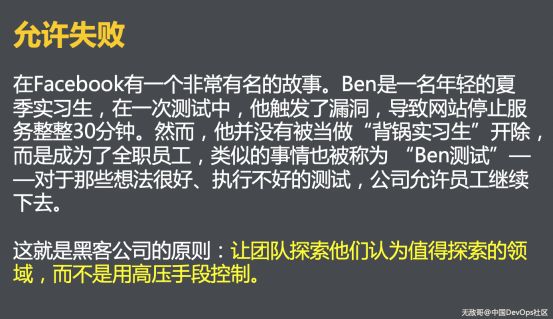 允许失败
在Facebook有一个非常有名的故事。Ben是一名年轻的夏
季实习生，在一次测试中，他触发了漏洞，导致网站停止服
务整整30分钟。然而，他并没有被当做“背锅实习生”开除，
而是成为了全职员工，类似的事情也被称为 “Ben测试”—
—对于那些想法很好、执行不好的测试，公司允许员工继续
下去。
这就是黑客公司的原则：让团队探索他们认为值得探索的领
域，而不是用高压手段控制。
无敌哥@中国DevOps社区